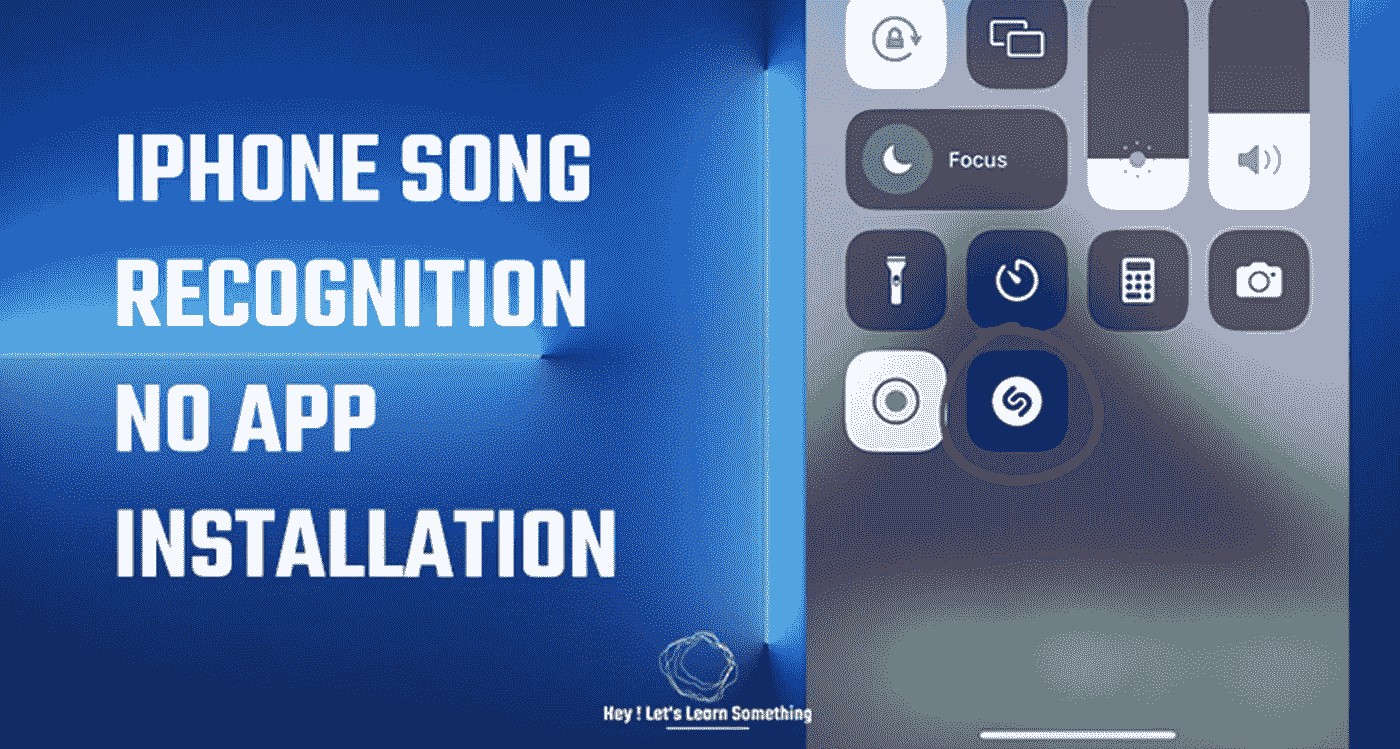 IPHONE SONG
RECOGNITION
NO APP
INSTALLATION
Focus
Hey ! Let's Learn Something